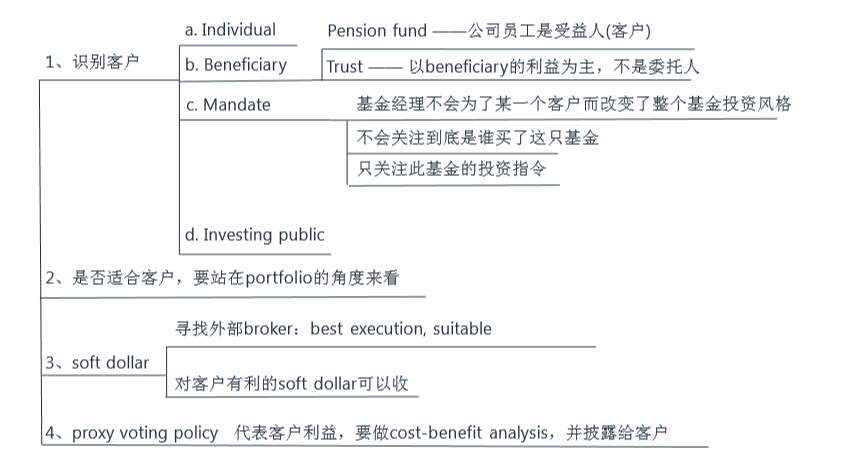 1、识别客户
a. Individual
b. Beneficiary
Pension fund ——公司员工是受益人(客户)
Trust —— 以beneficiary的利益为主，不是委托人
c. Mandate
基金经理不会为了某一个客户而改变了整个基金投资风格
不会关注到底是谁买了这只基金
只关注此基金的投资指令
d. Investing public
2、是否适合客户，要站在portfolio的角度来看
3、soft dollar
寻找外部broker：best execution, suitable
对客户有利的soft dollar可以收
4、proxy voting policy 代表客户利益，要做cost-benefit analysis，并披露给客户